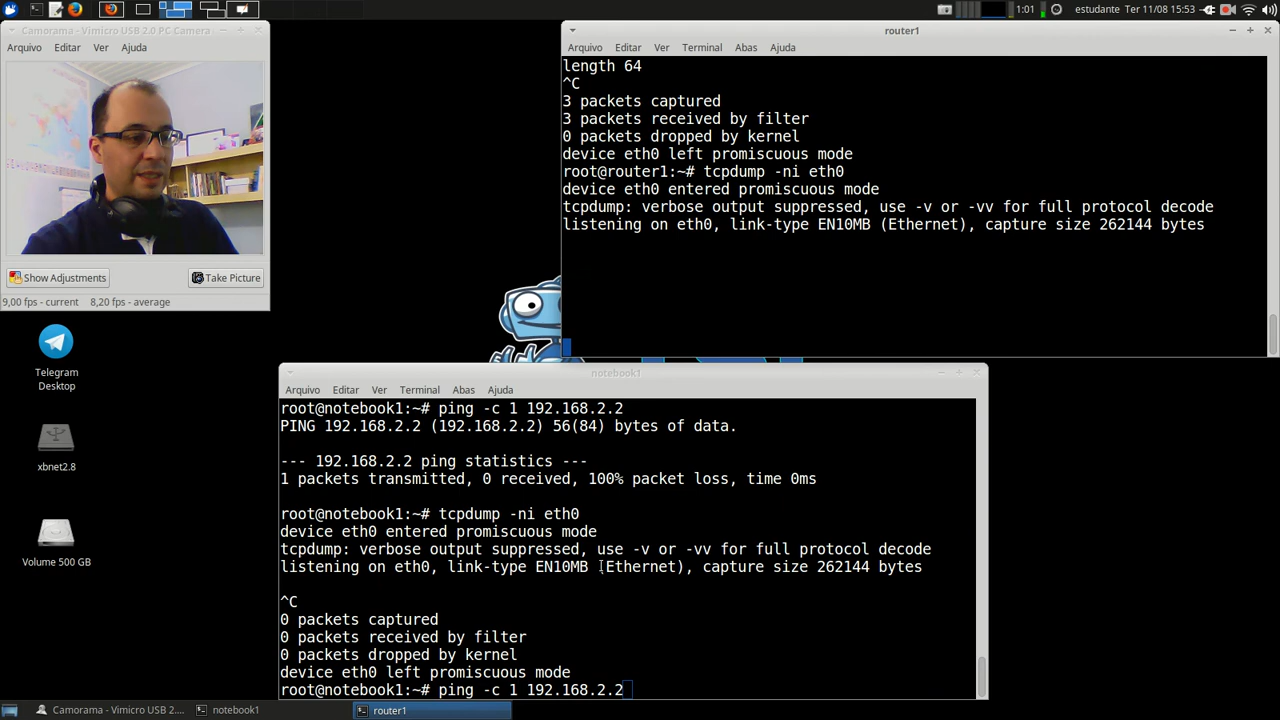 1:01
estudante
Ter 11/08 15:53
Camorama - Vimicro USB 2.0 PC Camera
Arquivo Editar Ver Ajuda
Show Adjustments
Take Picture
9,00 fps - current 8,20 fps - average
Telegram
Desktop
xbnet2.8
Volume 500 GB
router1
Arquivo Editar Ver Terminal Abas Ajuda
length 64
^C
3 packets captured
3 packets received by filter
0 packets dropped by kernel
device eth0 left promiscuous mode
root@router1:~# tcpdump -ni eth0
device eth0 entered promiscuous mode
tcpdump: verbose output suppressed, use -v or -vv for full protocol decode
listening on eth0, link-type EN10MB (Ethernet), capture size 262144 bytes
notebook1
Arquivo Editar Ver Terminal Abas Ajuda
root@notebook1:~# ping -c 1 192.168.2.2
PING 192.168.2.2 (192.168.2.2) 56(84) bytes of data.
--- 192.168.2.2 ping statistics ---
1 packets transmitted, 0 received, 100% packet loss, time 0ms
root@notebook1:~# tcpdump -ni eth0
device eth0 entered promiscuous mode
tcpdump: verbose output suppressed, use -v or -vv for full protocol decode
listening on eth0, link-type EN10MB (Ethernet), capture size 262144 bytes
^C
0 packets captured
0 packets received by filter
0 packets dropped by kernel
device eth0 left promiscuous mode
root@notebook1:~# ping -c 1 192.168.2.2
Camorama - Vimicro USB 2....
notebook1
router1